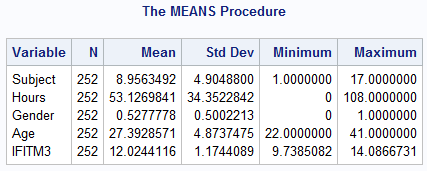 The MEANS Procedure
Variable N Mean Std Dev Minimum Maximum
Subject 252 8.9563492 4.9048800 1.0000000 17.0000000
Hours 252 53.1269841 34.3522842 0 108.0000000
Gender 252 0.5277778 0.5002213 0 1.0000000
Age 252 27.3928571 4.8737475 22.0000000 41.0000000
IFITM3 252 12.0244116 1.1744089 9.7385082 14.0866731